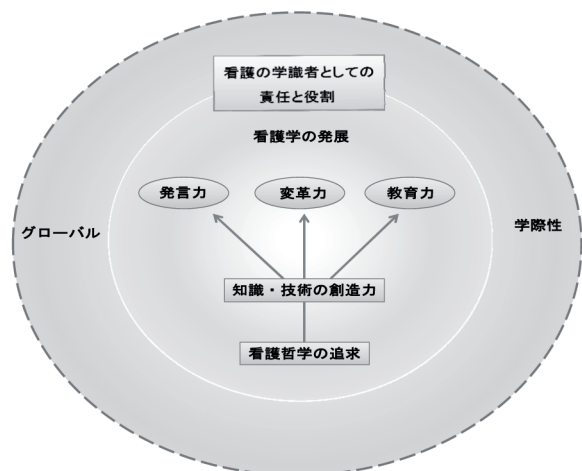 看護の学識者としての
責任と役割
看護学の発展
発言力
変革力
教育力
グローバル
学際性
知識・技術の創造力
看護哲学の追求